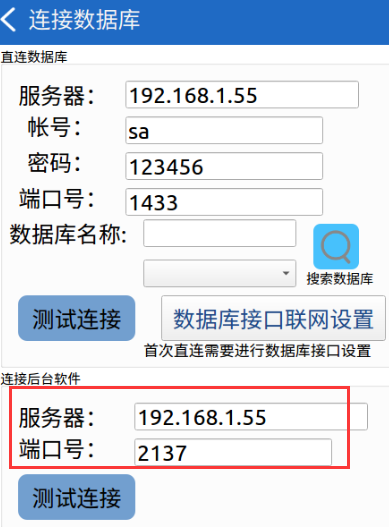 连接数据库
直连数据库
服务器： 192.168.1.55
帐号： sa
密码： 123456
端口号： 1433
数据库名称:
搜索数据库
测试连接 数据库接口联网设置
首次直连需要进行数据库接口设置
连接后台软件
服务器： 192.168.1.55
端口号： 2137
测试连接